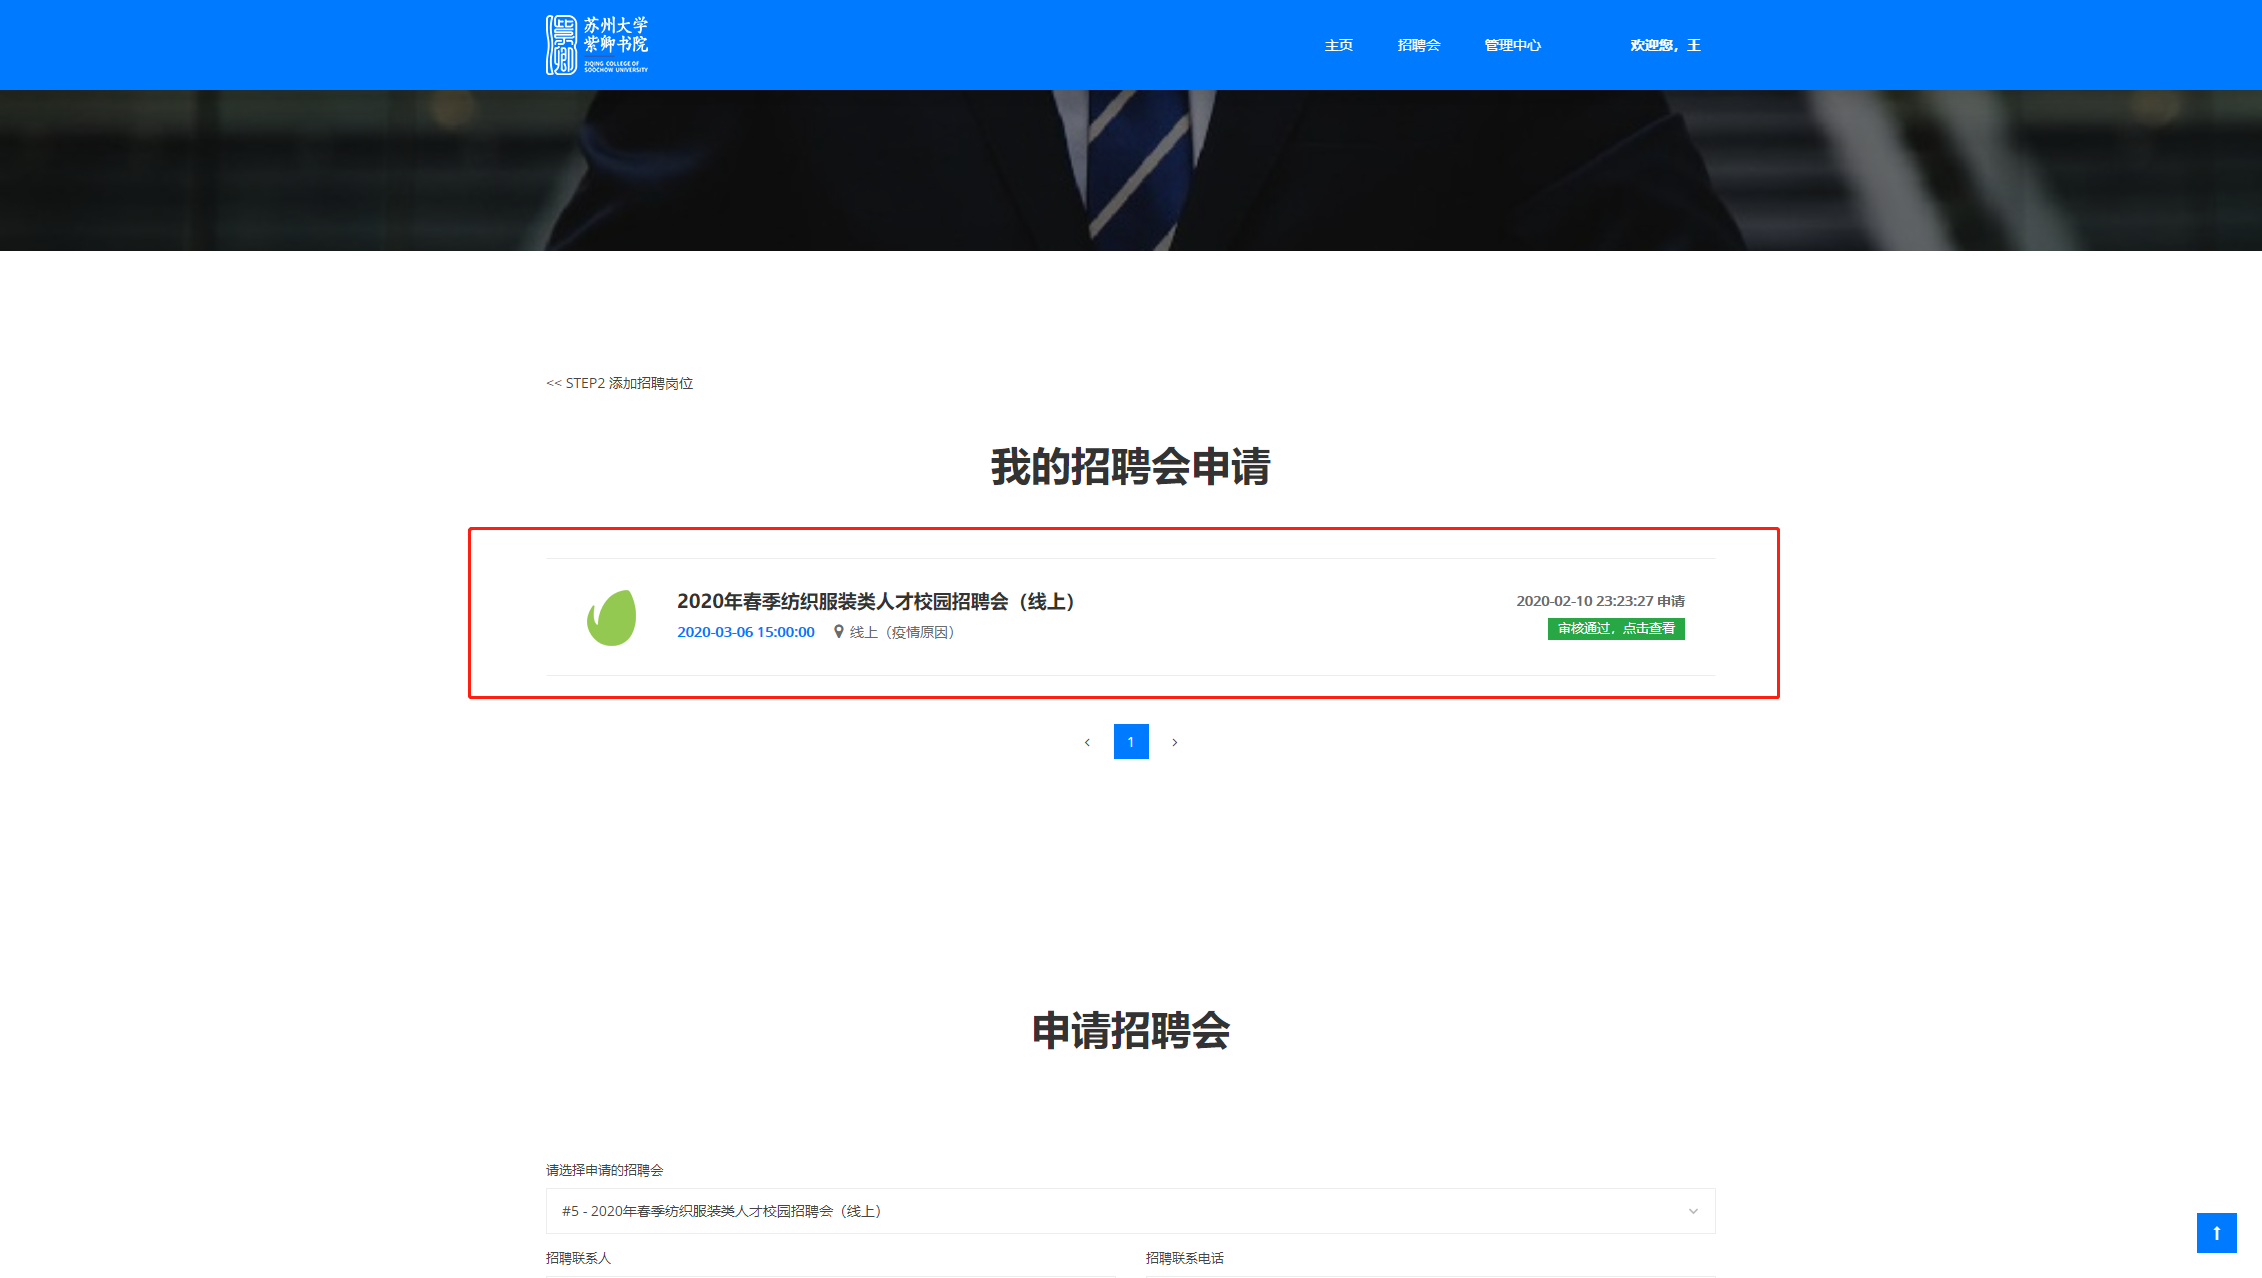 苏州大学
紫卿书院
ZIQING COLLEGE OF
SOOCHOW UNIVERSITY
主页
招聘会
管理中心
欢迎您，王
<< STEP2 添加招聘岗位
我的招聘会申请
2020年春季纺织服装类人才校园招聘会（线上）
2020-03-06 15:00:00
线上（疫情原因）
2020-02-10 23:23:27 申请
审核通过，点击查看
1
申请招聘会
请选择申请的招聘会
#5 - 2020年春季纺织服装类人才校园招聘会（线上）
招聘联系人
招聘联系电话